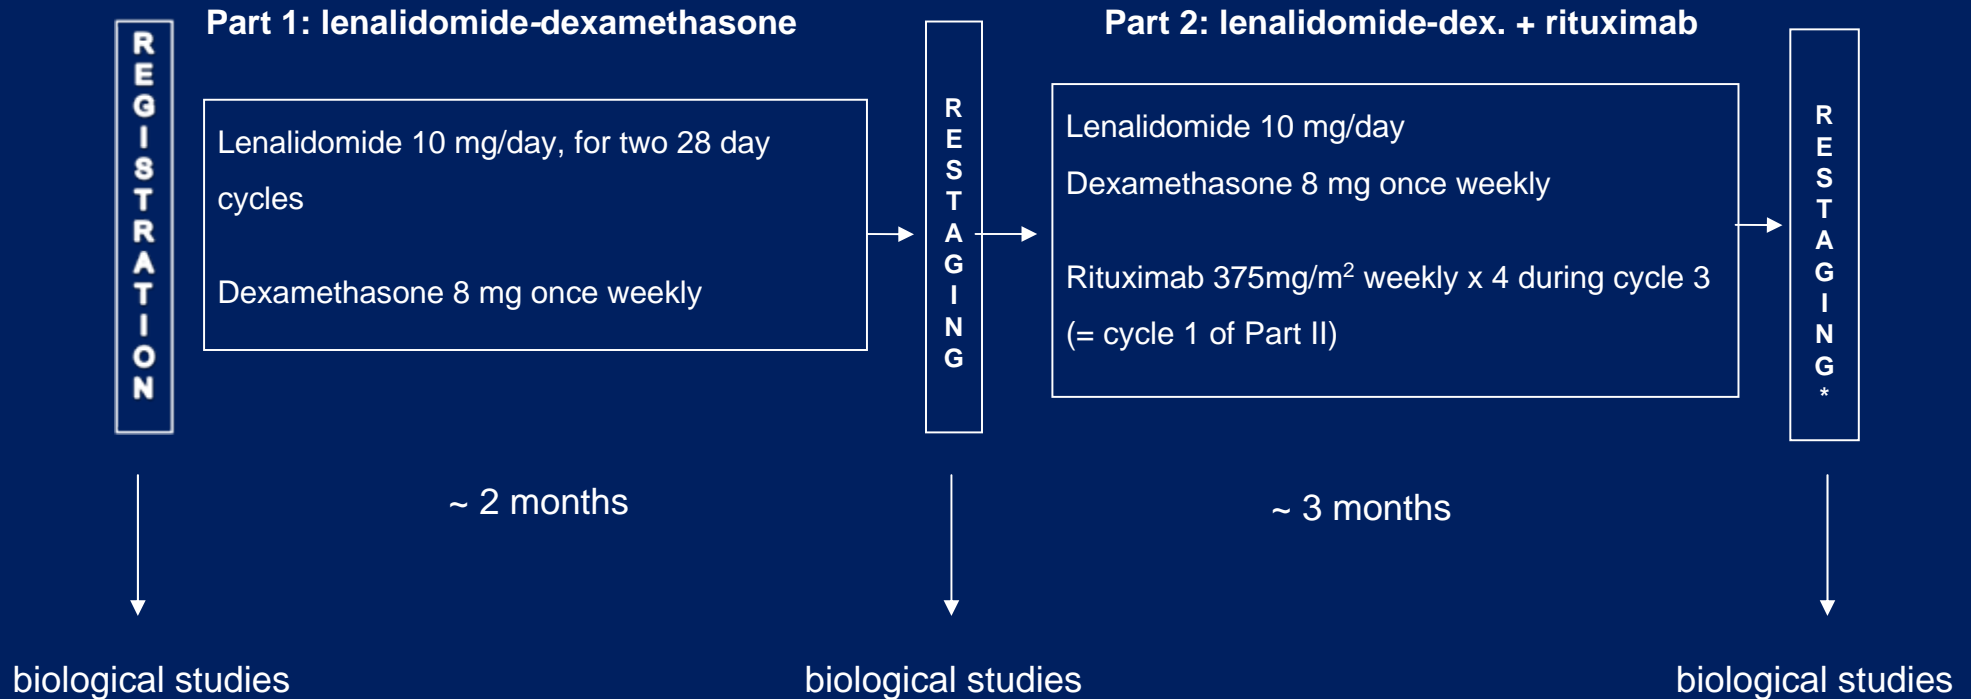 REGISTRATION
Part 1: lenalidomide-dexamethasone
Lenalidomide 10 mg/day, for two 28 day
cycles
Dexamethasone 8 mg once weekly
RESTAGING
Part 2: lenalidomide-dex. + rituximab
Lenalidomide 10 mg/day
Dexamethasone 8 mg once weekly
Rituximab 375mg/m² weekly x 4 during cycle 3
(= cycle 1 of Part II)
RESTAGING*
~ 2 months
~ 3 months
biological studies
biological studies
biological studies